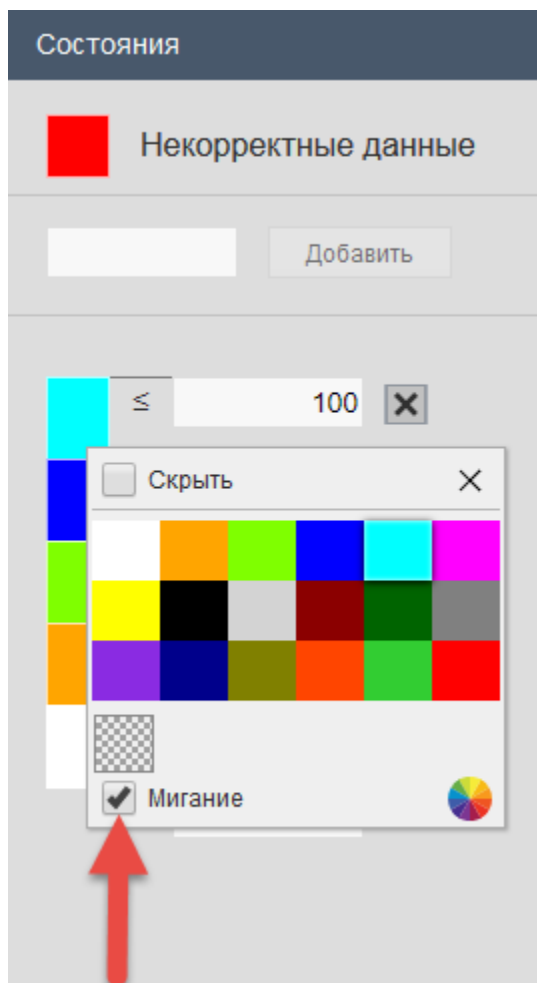 Состояния
Некорректные данные
Добавить
≤ 100
Скрыть
Мигание